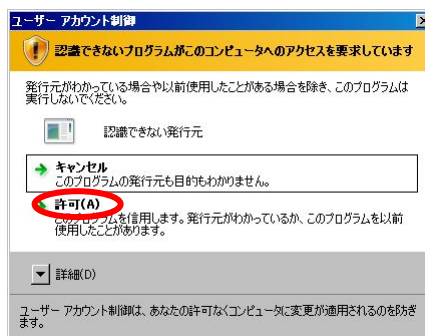 ユーザー アカウント制御
認識できないプログラムがこのコンピュータへのアクセスを要求しています
発行元がわかっている場合や以前使用したことがある場合を除き、このプログラムは
実行しないでください。
認識できない発行元
キャンセル
このプログラムの発行元も目的もわかりません。
許可(A)
このプログラムを信用します。発行元がわかっているか、このプログラムを以前
使用したことがあります。
詳細(D)
ユーザー アカウント制御は、あなたの許可なくコンピュータに変更が適用されるのを防ぎ
ます。